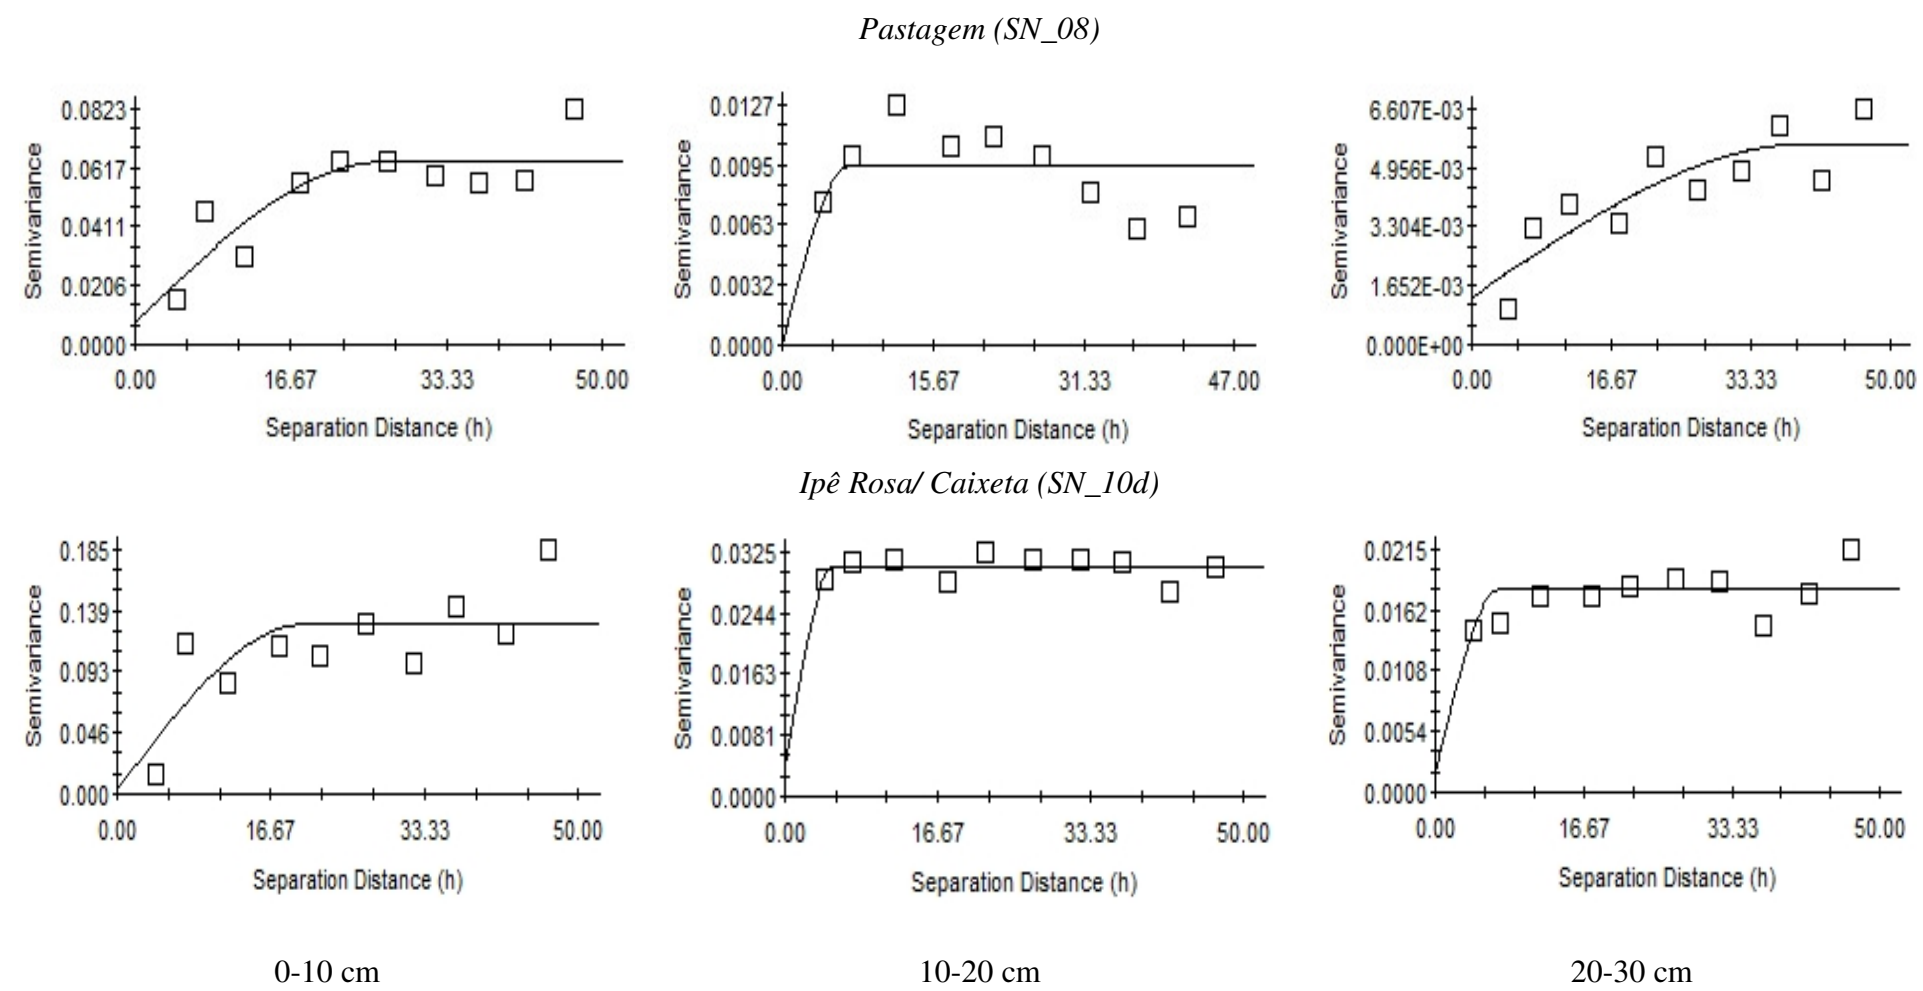 Pastagem (SN_08)
Semivariance
0.0823
0.0617
0.0411
0.0206
0.0000
0.00 16.67 33.33 50.00
Separation Distance (h)
Semivariance
0.0127
0.0095
0.0063
0.0032
0.0000
0.00 15.67 31.33 47.00
Separation Distance (h)
Semivariance
6.607E-03
4.956E-03
3.304E-03
1.652E-03
0.000E+00
0.00 16.67 33.33 50.00
Separation Distance (h)
Ipê Rosa/ Caixeta (SN_10d)
Semivariance
0.185
0.139
0.093
0.046
0.000
0.00 16.67 33.33 50.00
Separation Distance (h)
Semivariance
0.0325
0.0244
0.0163
0.0081
0.0000
0.00 16.67 33.33 50.00
Separation Distance (h)
Semivariance
0.0215
0.0162
0.0108
0.0054
0.0000
0.00 16.67 33.33 50.00
Separation Distance (h)
0-10 cm 10-20 cm 20-30 cm